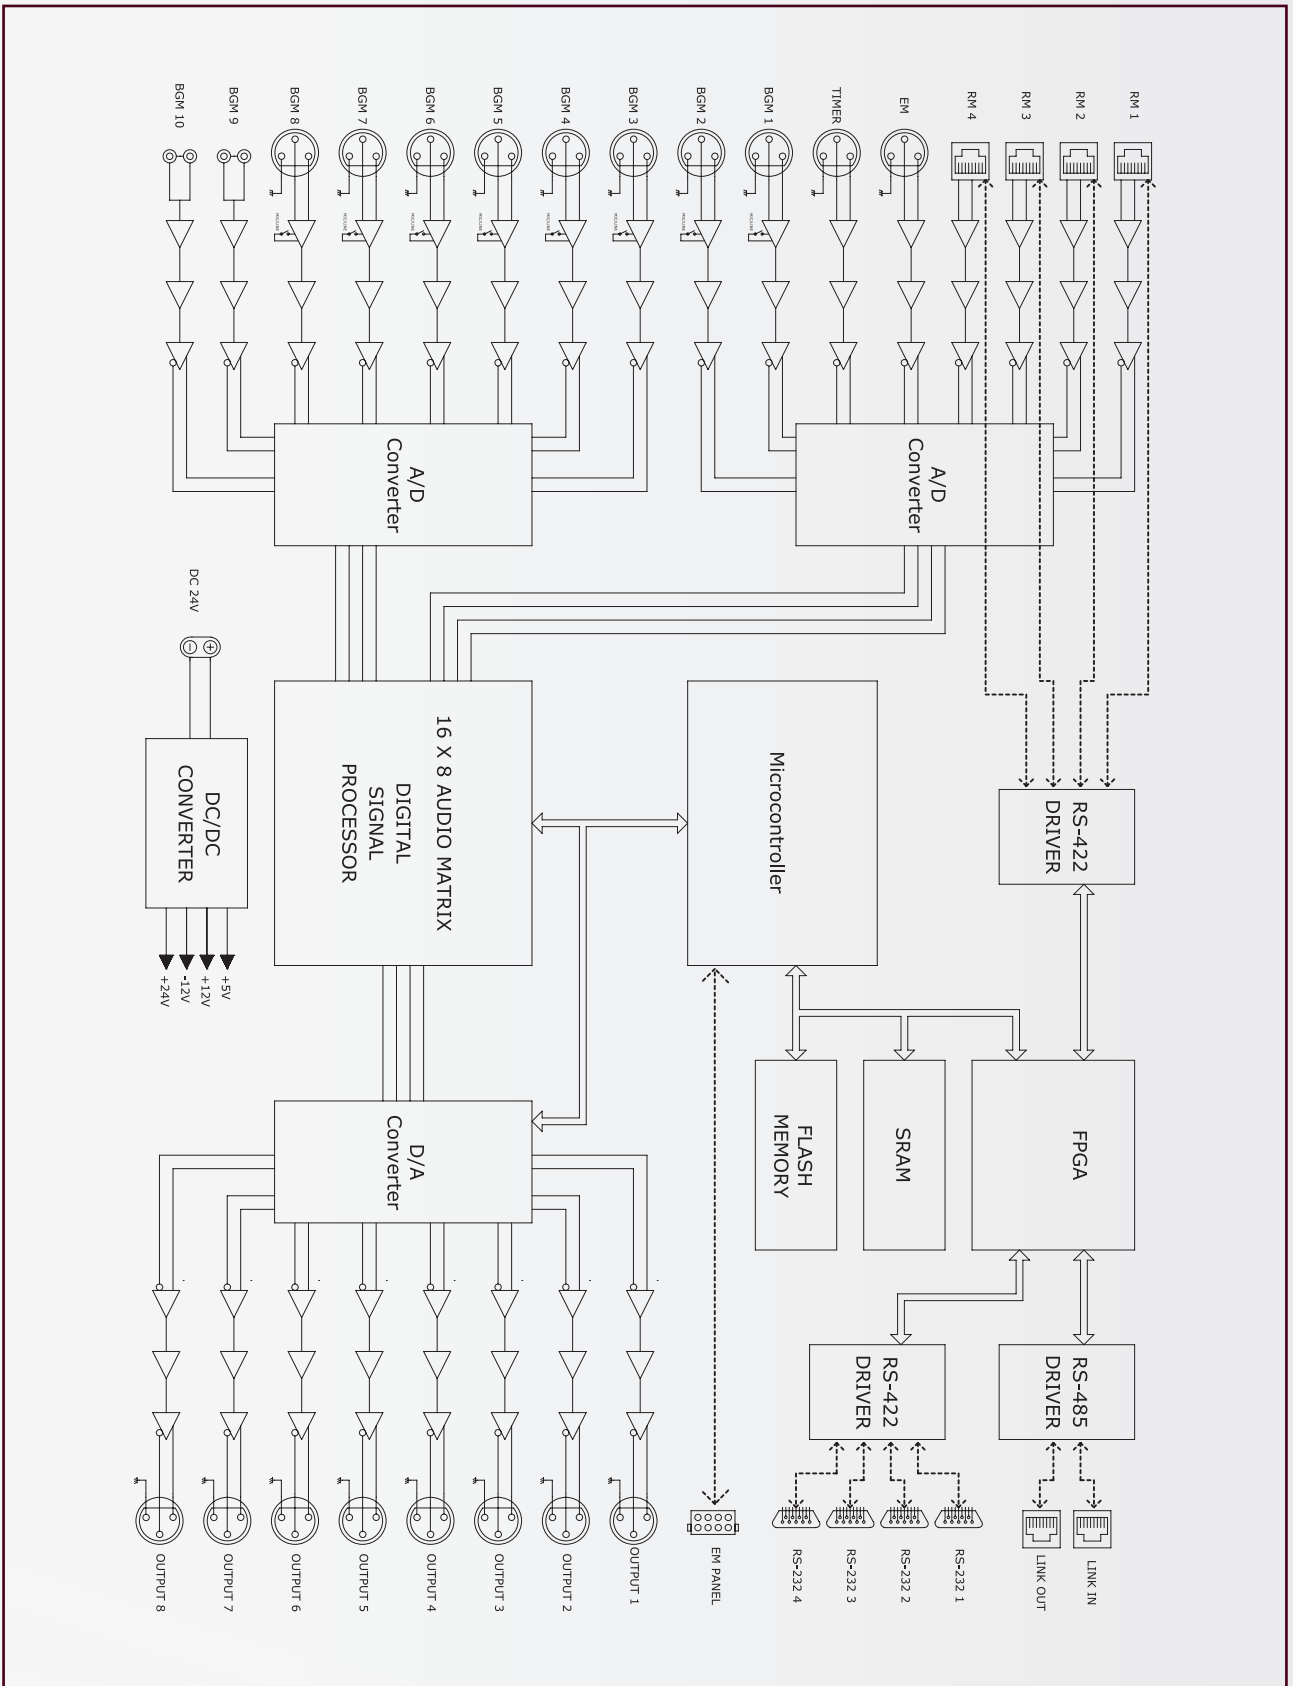 RM 1
RM 2
RM 3
RM 4
EM
TIMER
BGM 1
BGM 2
BGM 3
BGM 4
BGM 5
BGM 6
BGM 7
BGM 8
BGM 9
BGM 10
A/D
Converter
A/D
Converter
DC 24V
RS-422
DRIVER
Microcontroller
16 X 8 AUDIO MATRIX
DIGITAL
SIGNAL
PROCESSOR
DC/DC
CONVERTER
+5V
+12V
-12V
+24V
FPGA
SRAM
FLASH
MEMORY
D/A
Converter
RS-485
DRIVER
RS-422
DRIVER
LINK IN
LINK OUT
RS-232 1
RS-232 2
RS-232 3
RS-232 4
EM PANEL
OUTPUT 1
OUTPUT 2
OUTPUT 3
OUTPUT 4
OUTPUT 5
OUTPUT 6
OUTPUT 7
OUTPUT 8